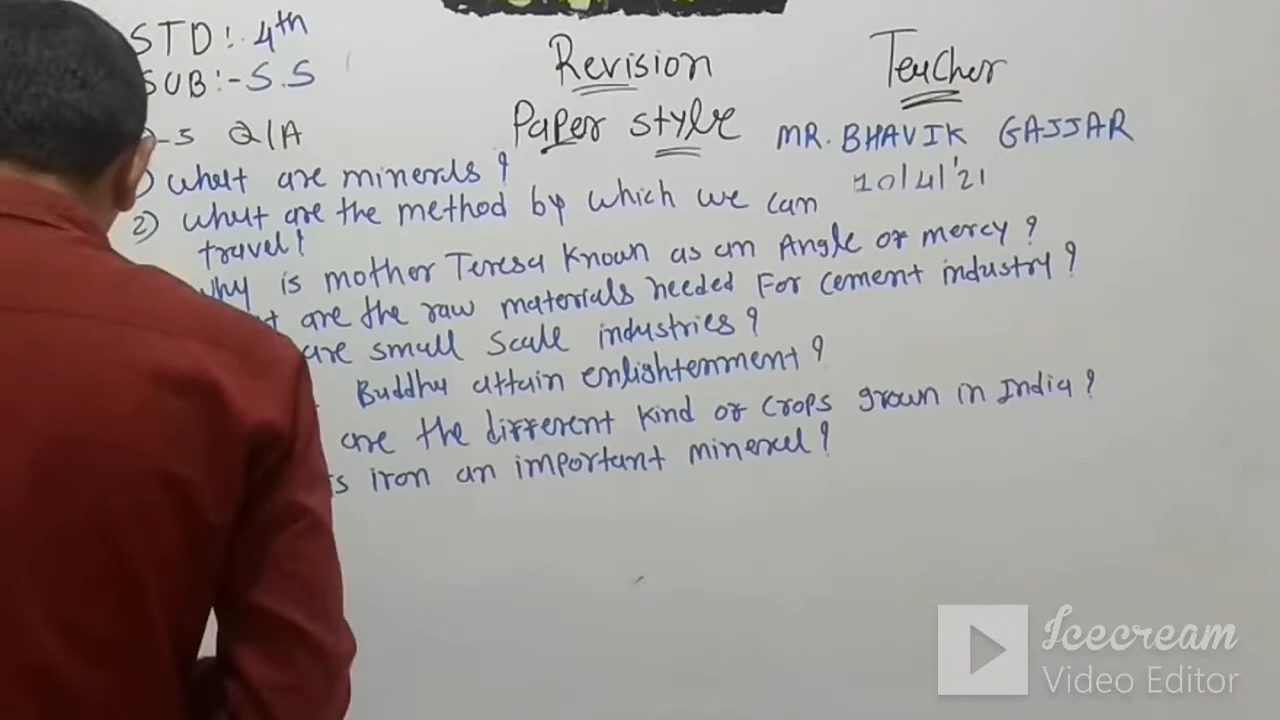 STD:- 4th
SUB:- S.S
Revision
Paper style
Teacher
MR. BHAVIK GAJJAR
10/4/'21
-5 Q/A
1) What are minerals?
2) What are the method by which we can
travel?
why is mother Teresa known as an Angle of mercy?
are the raw materials needed for cement industry?
are small scale industries?
Buddha attain enlightenment?
are the different kind of crops grown in India?
is iron an important mineral?
Icecream
Video Editor